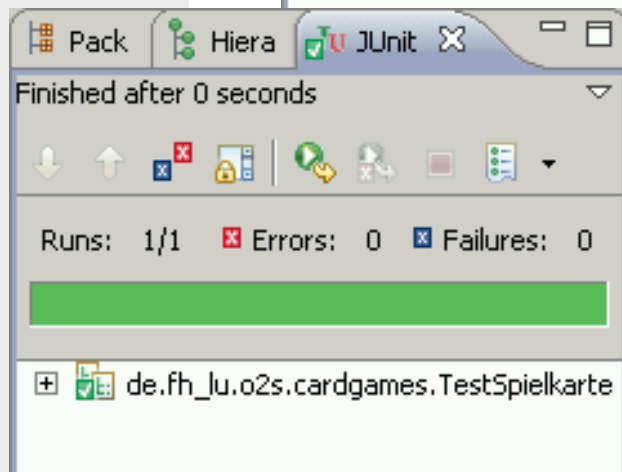 Pack Hiera JUnit
Finished after 0 seconds
Runs: 1/1 Errors: 0 Failures: 0
de.fh_lu.o2s.cardgames.TestSpielkarte